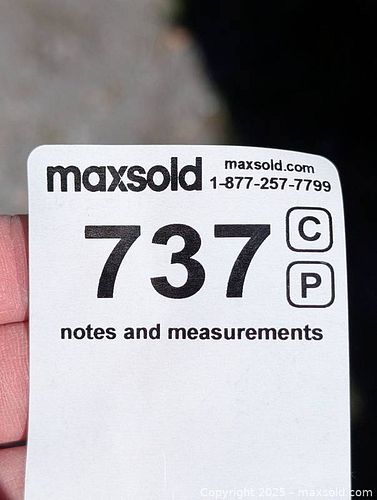 maxsold
maxsold.com
1-877-257-7799
737
C
P
notes and measurements
Copyright 2025 - maxsold.com